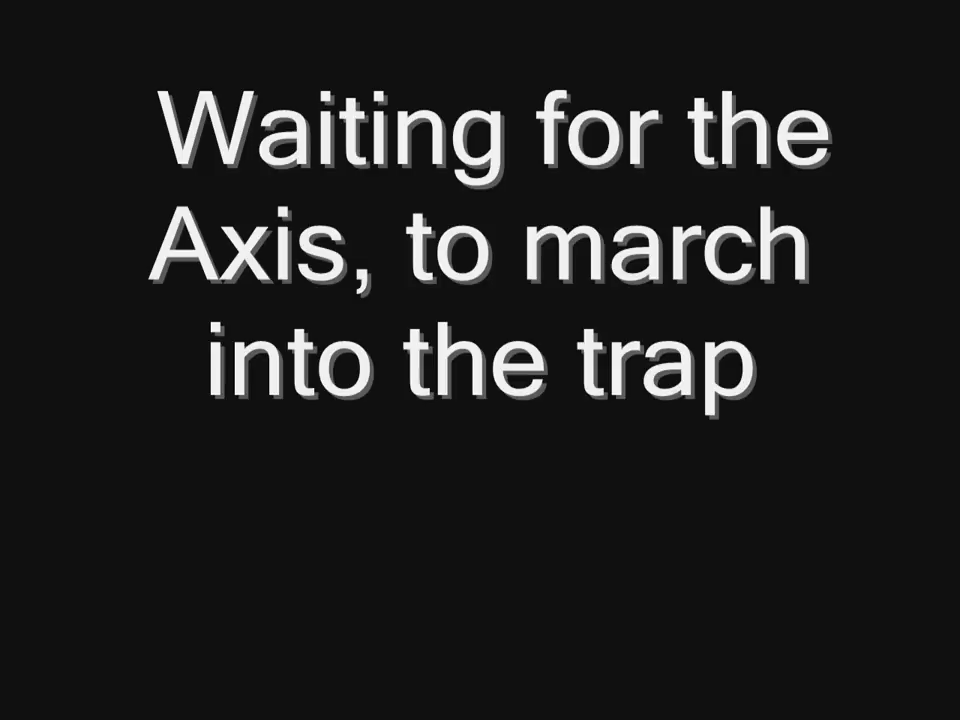 Waiting for the
Axis, to march
into the trap